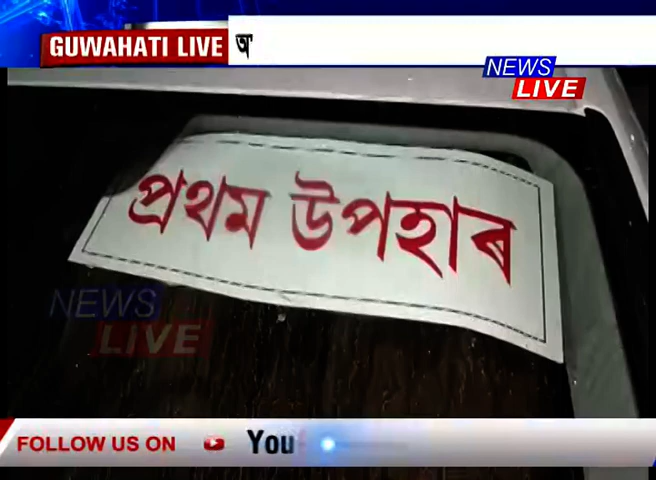 GUWAHATI LIVE
NEWS
LIVE
প্ৰথম উপহাৰ
NEWS
LIVE
FOLLOW US ON
You